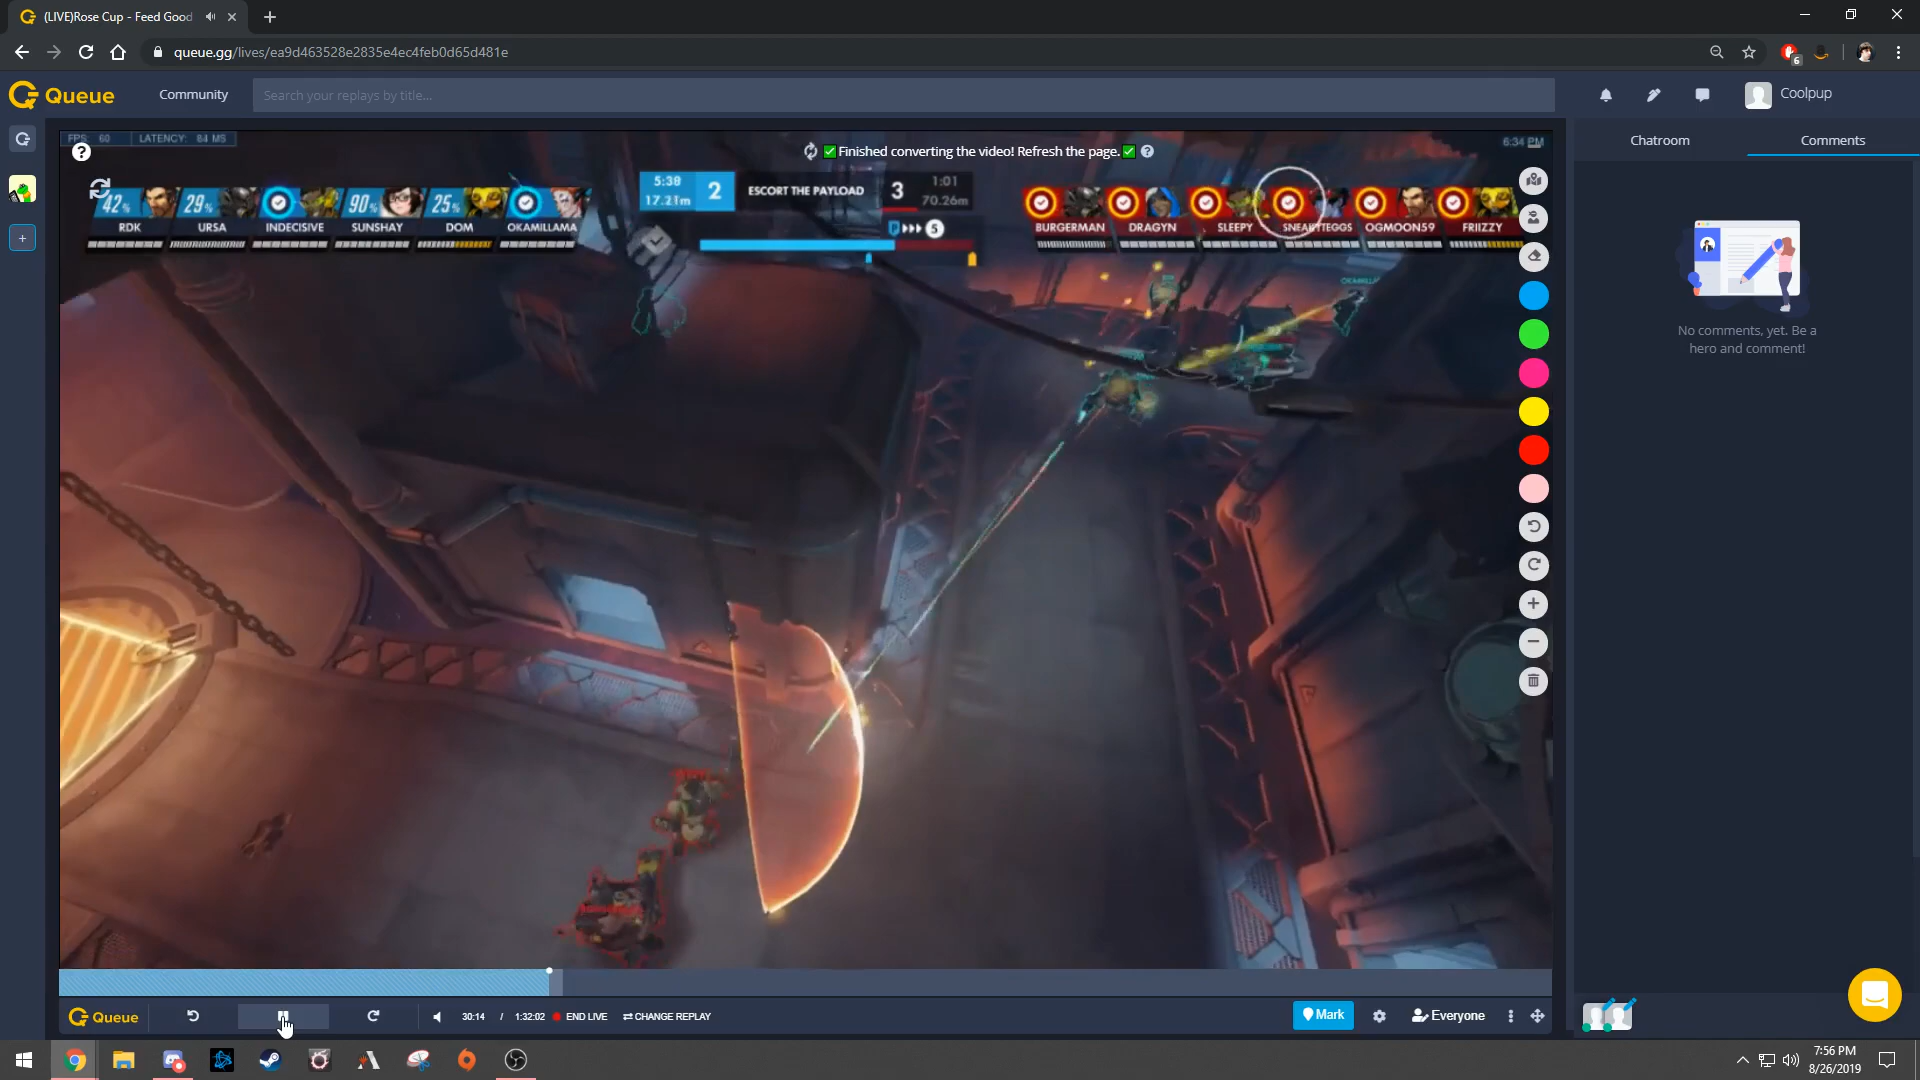 (LIVE)Rose Cup - Feed Good
queue.gg/lives/ea9d463528e2835e4ec4feb0d65d481e
6
Queue
Community
Search your replays by title...
Coolpup
FPS: 60
LATENCY: 84 MS
Finished converting the video! Refresh the page.
6:34 PM
Chatroom
Comments
42%
29%
90%
25%
RDK
URSA
INDECISIVE
SUNSHAY
DOM
OKAMILLAMA
5:38
17.21m
2
ESCORT THE PAYLOAD
3
1:01
70.26m
P
5
BURGERMAN
DRAGYN
SLEEPY
SNEAKYTEGGS
OGMOON59
FRIIZZY
No comments, yet. Be a
hero and comment!
Queue
30:14 / 1:32:02
END LIVE
CHANGE REPLAY
Mark
Everyone
7:56 PM
8/26/2019